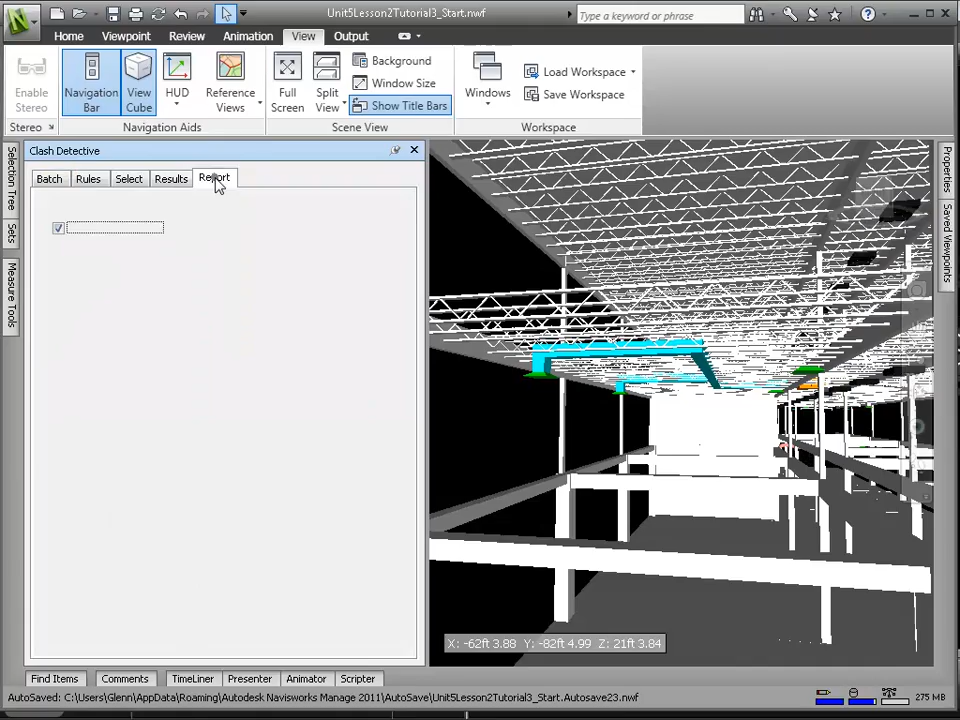 Unit5Lesson2Tutorial3_Start.nwf
Type a keyword or phrase
Home Viewpoint Review Animation View Output
Enable Stereo
Navigation Bar
View Cube
HUD
Reference Views
Full Screen
Split View
Background
Window Size
Show Title Bars
Windows
Load Workspace
Save Workspace
Stereo Navigation Aids Scene View Workspace
Clash Detective
Batch Rules Select Results Report
Selection Tree
Sets
Measure Tools
Properties
Saved Viewpoints
X: -62ft 3.88 Y: -82ft 4.99 Z: 21ft 3.84
Find Items Comments TimeLiner Presenter Animator Scripter
AutoSaved: C:\Users\Glenn\AppData\Roaming\Autodesk Navisworks Manage 2011\AutoSave\Unit5Lesson2Tutorial3_Start.Autosave23.nwf
275 MB